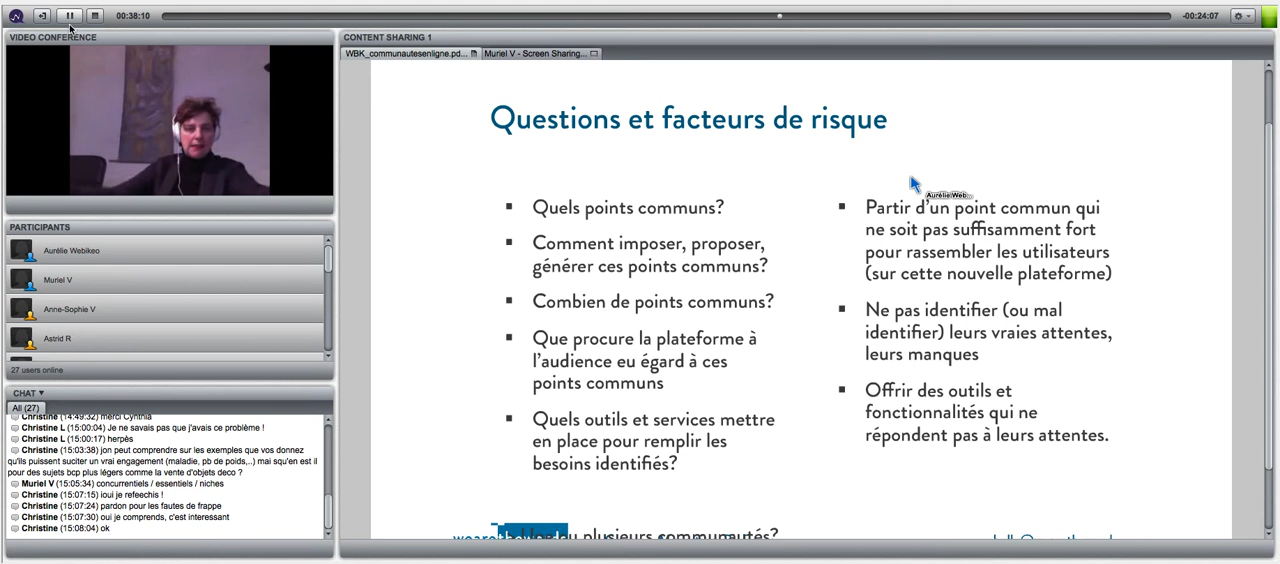 00:38:10
-00:24:07
VIDEO CONFERENCE
PARTICIPANTS
Aurélie Webikeo
Muriel V
Anne-Sophie V
Astrid R
27 users online
CHAT
All (27)
Christine (14:49:32) merci Cynthia
Christine L (15:00:04) Je ne savais pas que j'avais ce problème !
Christine L (15:00:17) herpès
Christine (15:03:38) jon peut comprendre sur les exemples que vos donnez
qu'ils puissent suciter un vrai engagement (maladie, pb de poids,..) mai squ'en est il
pour des sujets bcp plus légers comme la vente d'objets deco ?
Muriel V (15:05:34) concurrentiels / essentiels / niches
Christine (15:07:15) ioui je refeechis !
Christine (15:07:24) pardon pour les fautes de frappe
Christine (15:07:30) oui je comprends, c'est interessant
Christine (15:08:04) ok
CONTENT SHARING 1
WBK_communautesenligne.pd...
Muriel V - Screen Sharing...
Questions et facteurs de risque
Quels points communs?
Comment imposer, proposer,
générer ces points communs?
Combien de points communs?
Que procure la plateforme à
l'audience eu égard à ces
points communs
Quels outils et services mettre
en place pour remplir les
besoins identifiés?
Aurélie Web...
Partir d'un point commun qui
ne soit pas suffisamment fort
pour rassembler les utilisateurs
(sur cette nouvelle plateforme)
Ne pas identifier (ou mal
identifier) leurs vraies attentes,
leurs manques
Offrir des outils et
fonctionnalités qui ne
répondent pas à leurs attentes.
ou plusieurs communautés?